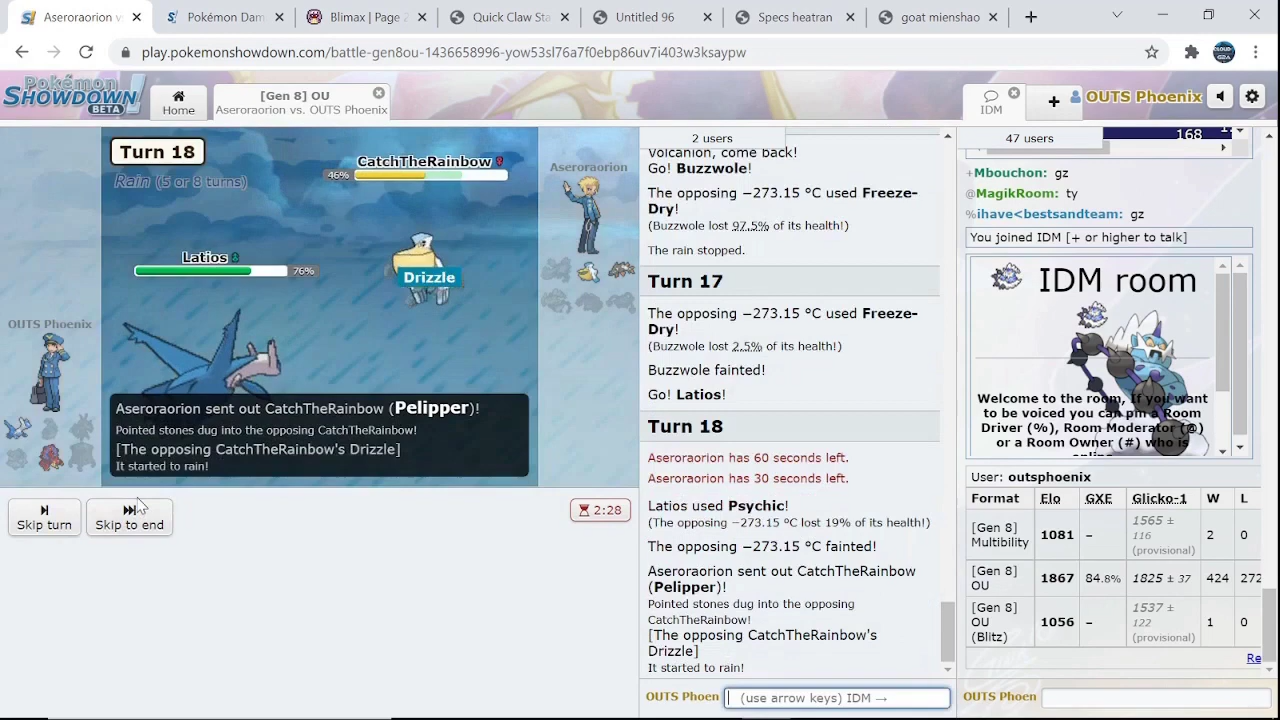 Aseroraorion v
Pokémon Dam
Blimax | Page 2
Quick Claw Sta
Untitled 96
Specs heatran
goat mienshao
play.pokemonshowdown.com/battle-gen8ou-1436658996-yow53sl76a7f0ebp86uv7i403w3ksaypw
Pokémon
SHOWDOWN!
BETA
Home
[Gen 8] OU
Aseroraorion vs. OUTS Phoenix
IDM
OUTS Phoenix
Turn 18
Rain (5 or 8 turns)
CatchTheRainbow
46%
Aseroraorion
Latios
76%
Drizzle
OUTS Phoenix
Aseroraorion sent out CatchTheRainbow (Pelipper)!
Pointed stones dug into the opposing CatchTheRainbow!
[The opposing CatchTheRainbow's Drizzle]
It started to rain!
Skip turn
Skip to end
2:28
2 users
Volcanion, come back!
Go! Buzzwole!
The opposing −273.15 °C used Freeze-
Dry!
(Buzzwole lost 97.5% of its health!)
The rain stopped.
Turn 17
The opposing −273.15 °C used Freeze-
Dry!
(Buzzwole lost 2.5% of its health!)
Buzzwole fainted!
Go! Latios!
Turn 18
Aseroraorion has 60 seconds left.
Aseroraorion has 30 seconds left.
Latios used Psychic!
(The opposing −273.15 °C lost 19% of its health!)
The opposing −273.15 °C fainted!
Aseroraorion sent out CatchTheRainbow
(Pelipper)!
Pointed stones dug into the opposing
CatchTheRainbow!
[The opposing CatchTheRainbow's
Drizzle]
It started to rain!
OUTS Phoen
(use arrow keys) IDM →
47 users
168
+Mbouchon: gz
@MagikRoom: ty
%ihave<bestsandteam: gz
You joined IDM [+ or higher to talk]
IDM room
Welcome to the room, If you want
to be voiced you can pm a Room
Driver (%), Room Moderator (@)
or a Room Owner (#) who is
User: outsphoenix
Format Elo GXE Glicko-1 W L
[Gen 8] Multibility 1081 – 1565 ± 116 (provisional) 2 0
[Gen 8] OU 1867 84.8% 1825 ± 37 424 272
[Gen 8] OU (Blitz) 1056 – 1537 ± 122 (provisional) 1 0
Re
OUTS Phoen